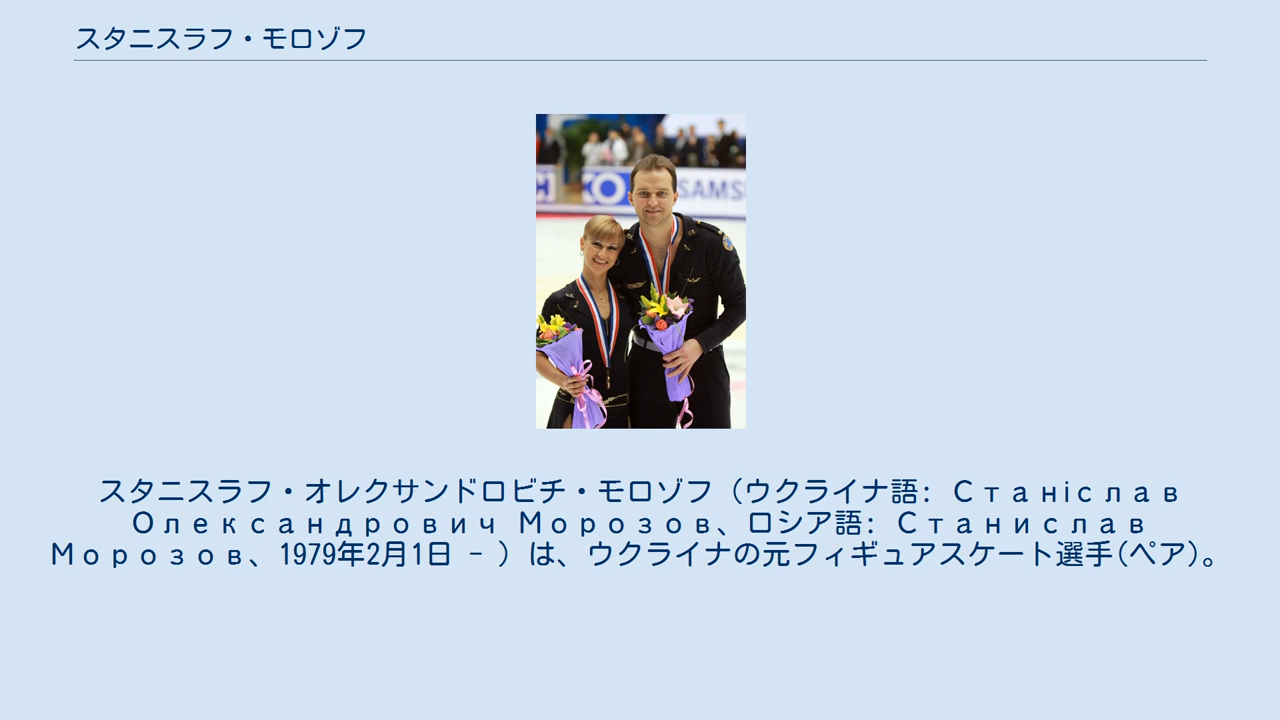 スタニスラフ・モロゾフ
SAMS
スタニスラフ・オレクサンドロビチ・モロゾフ（ウクライナ語: Станіслав
Олександрович Морозов、ロシア語: Станислав
Морозов、1979年2月1日 - ）は、ウクライナの元フィギュアスケート選手(ペア)。